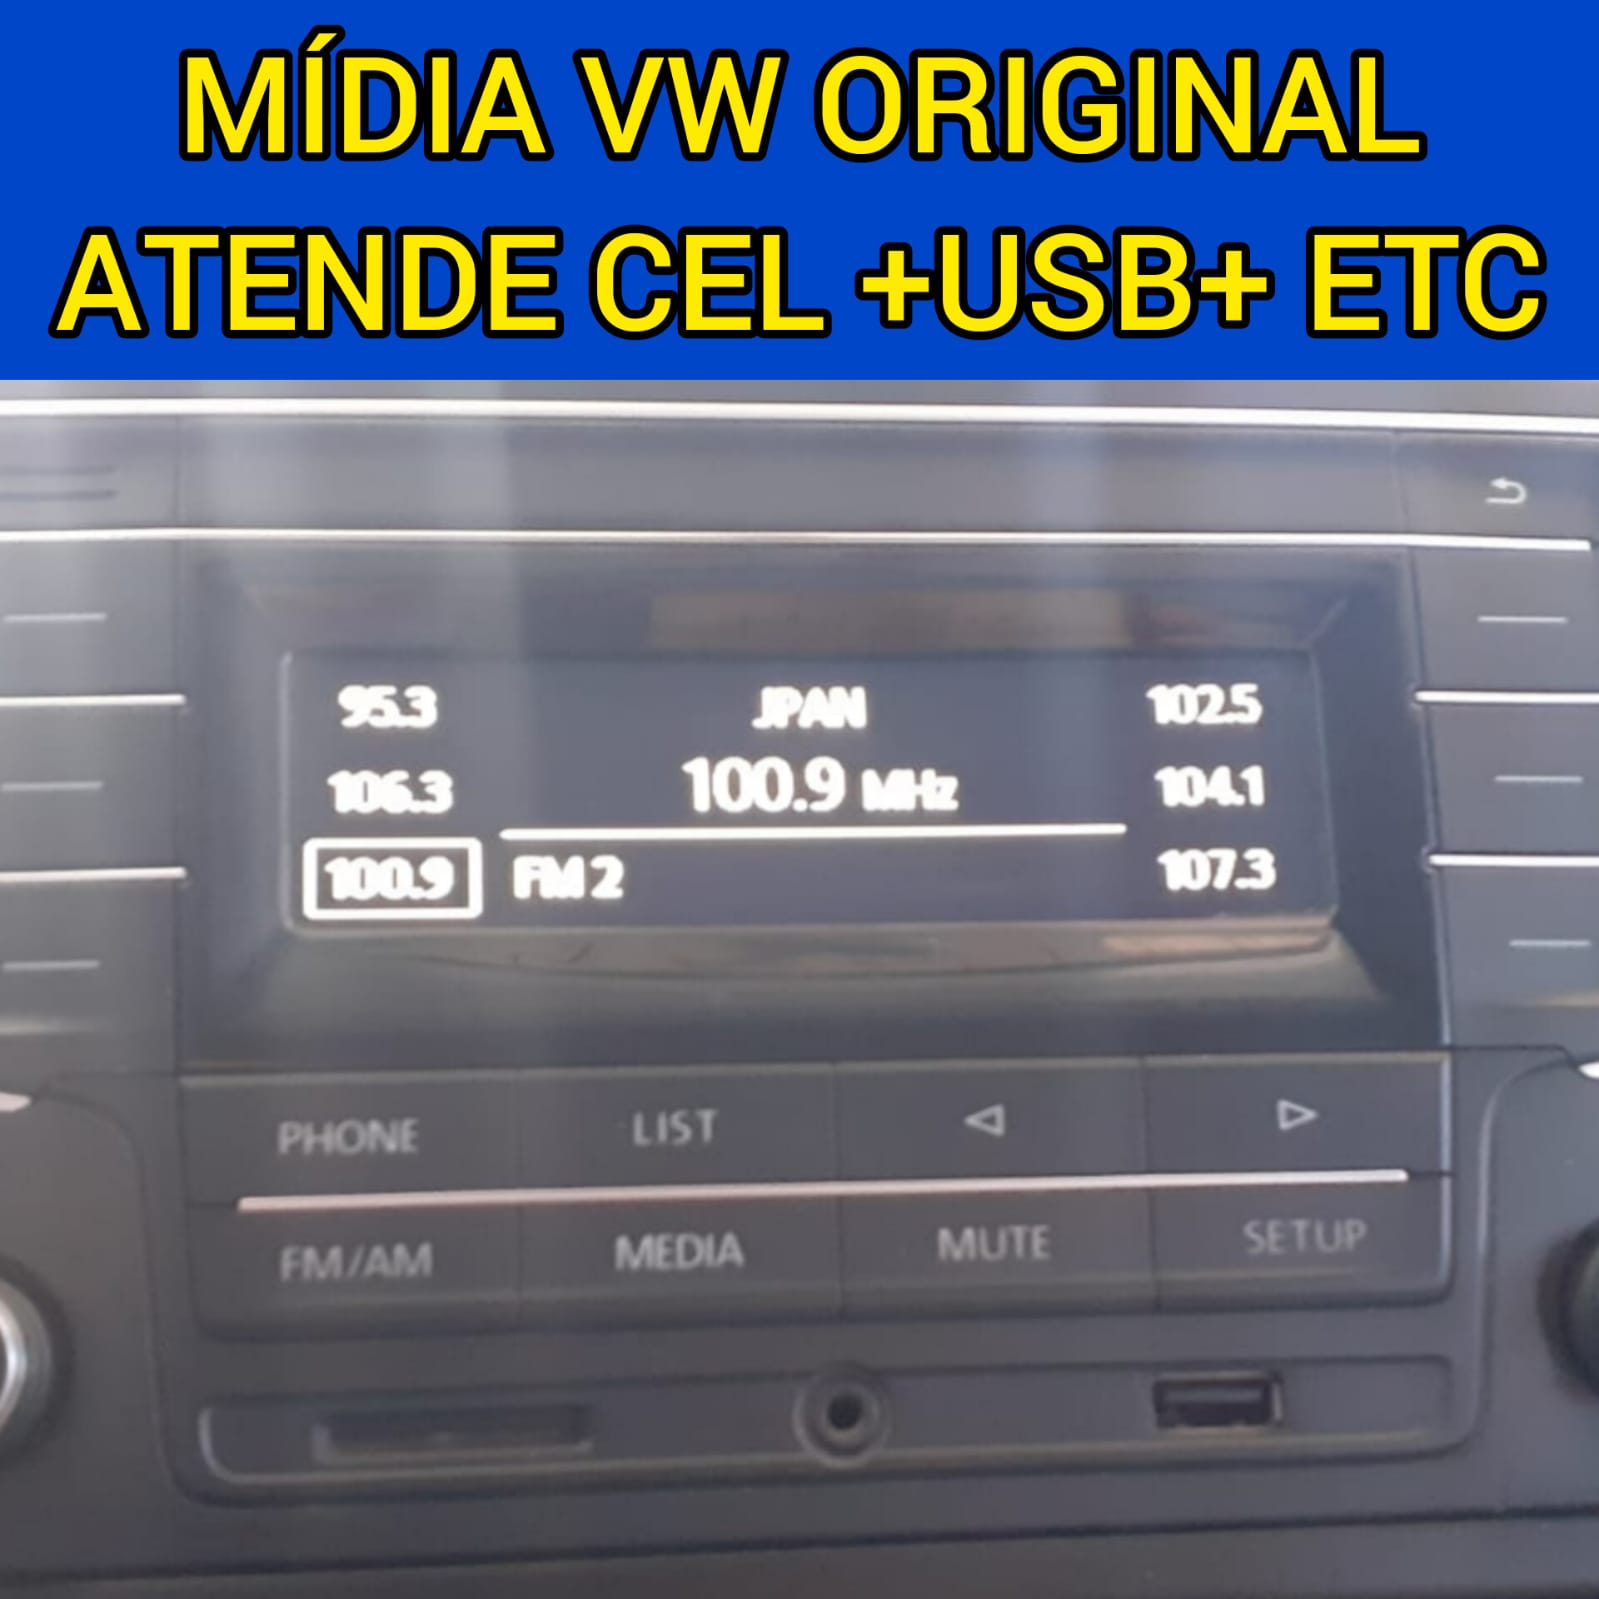 MÍDIA VW ORIGINAL
ATENDE CEL +USB+ ETC
95.3 JPAN 102.5
106.3 100.9 MHz 104.1
100.9 FM 2 107.3
PHONE LIST
FM/AM MEDIA MUTE SETUP